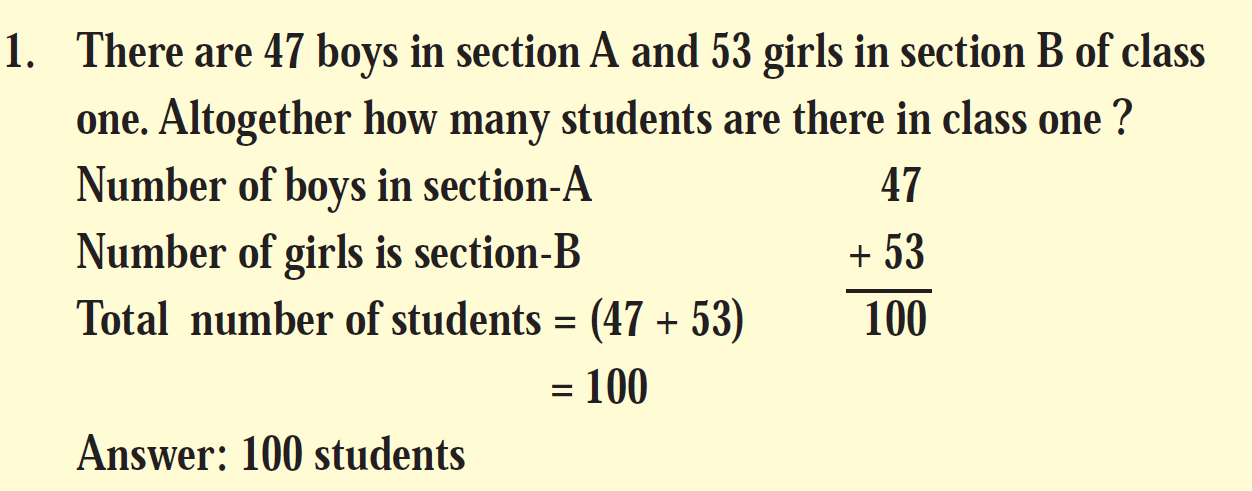 1. There are 47 boys in section A and 53 girls in section B of class
one. Altogether how many students are there in class one ?
Number of boys in section-A 47
Number of girls is section-B + 53
Total number of students = (47 + 53) 100
= 100
Answer: 100 students